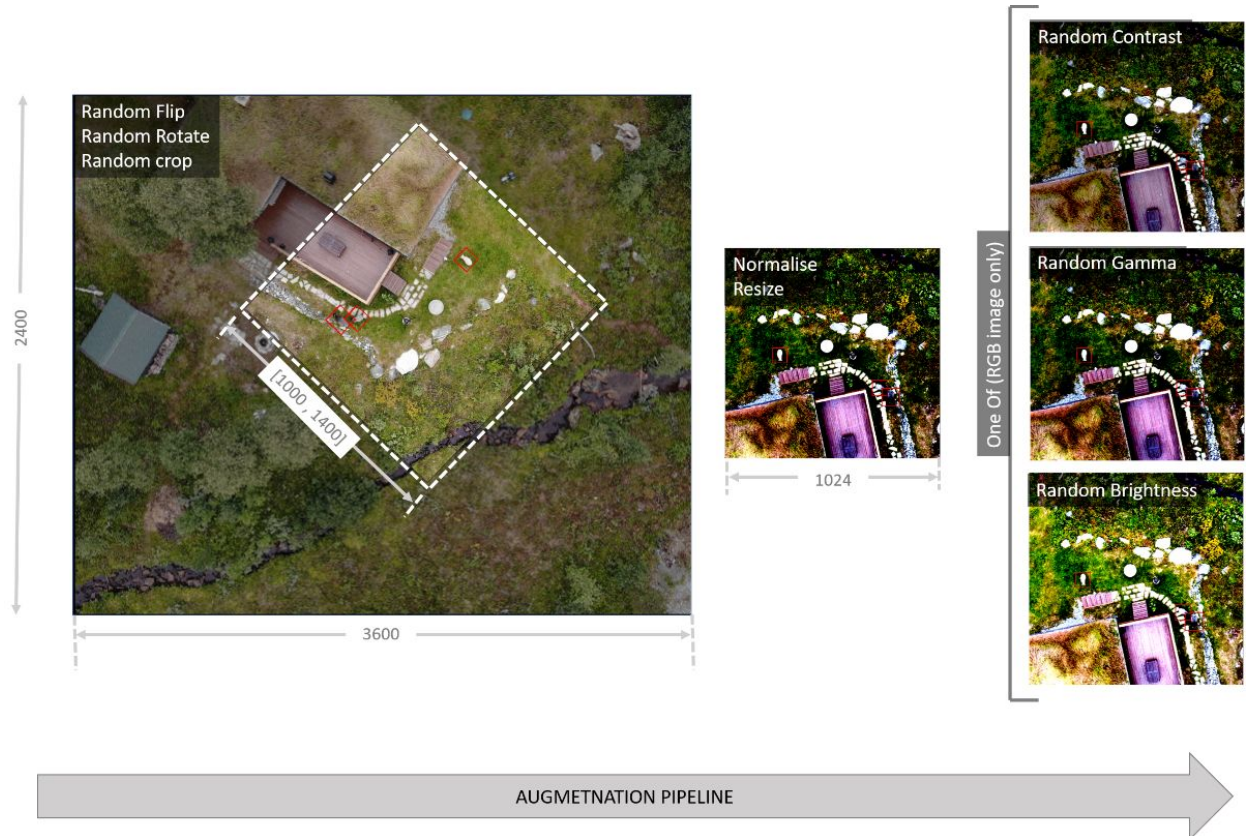 Random Flip
Random Rotate
Random crop
2400
[1000 , 1400]
3600
Normalise
Resize
1024
One Of (RGB image only)
Random Contrast
Random Gamma
Random Brightness
AUGMETNATION PIPELINE